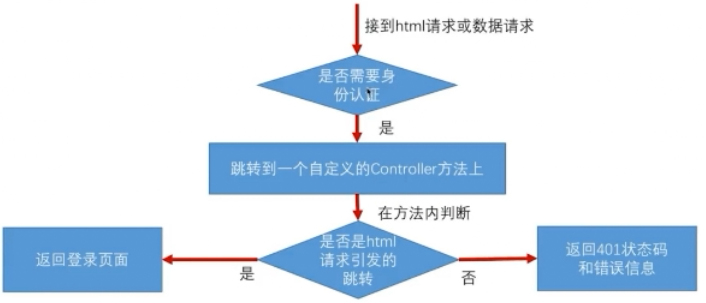 接到html请求或数据请求
是否需要身
份认证
是
跳转到一个自定义的Controller方法上
在方法内判断
是否是html
请求引发的
跳转
返回登录页面
是
否
返回401状态码
和错误信息